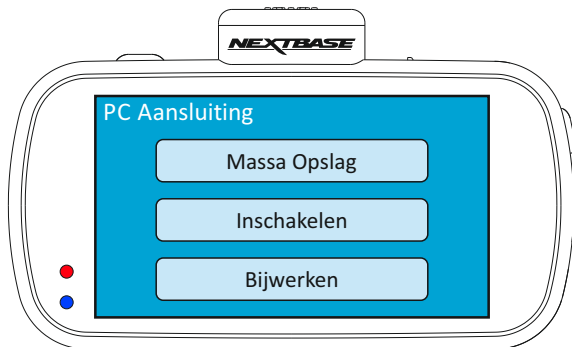 NEXTBASE
PC Aansluiting
Massa Opslag
Inschakelen
Bijwerken